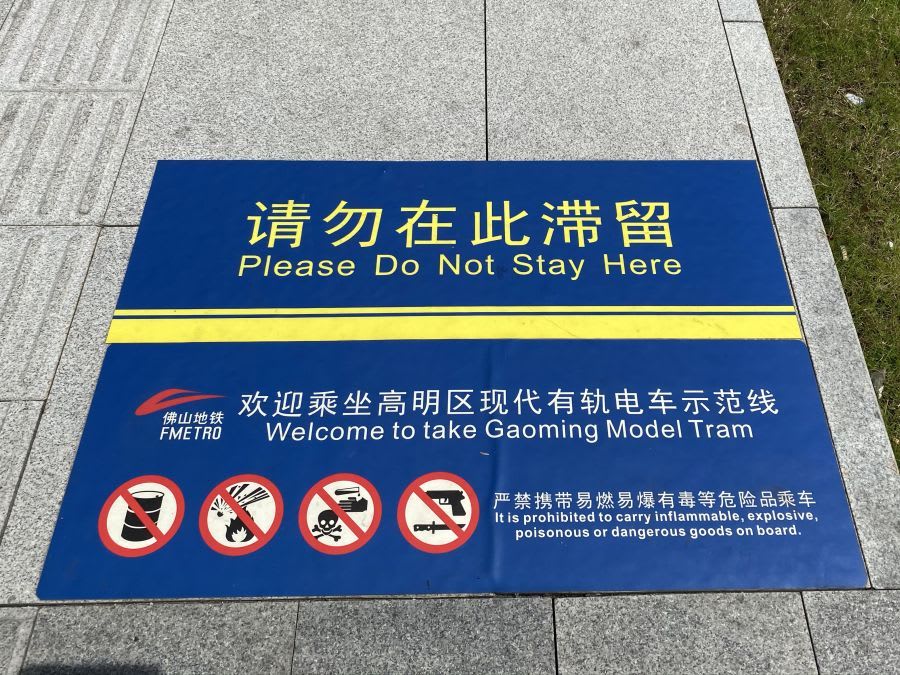 请勿在此滞留
Please Do Not Stay Here
佛山地铁
FMETRO
欢迎乘坐高明区现代有轨电车示范线
Welcome to take Gaoming Model Tram
严禁携带易燃易爆有毒等危险品乘车
It is prohibited to carry inflammable, explosive,
poisonous or dangerous goods on board.